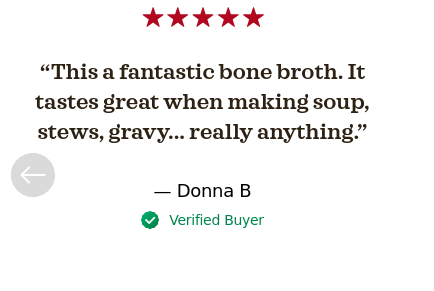 “This a fantastic bone broth. It
tastes great when making soup,
stews, gravy... really anything.”
— Donna B
Verified Buyer